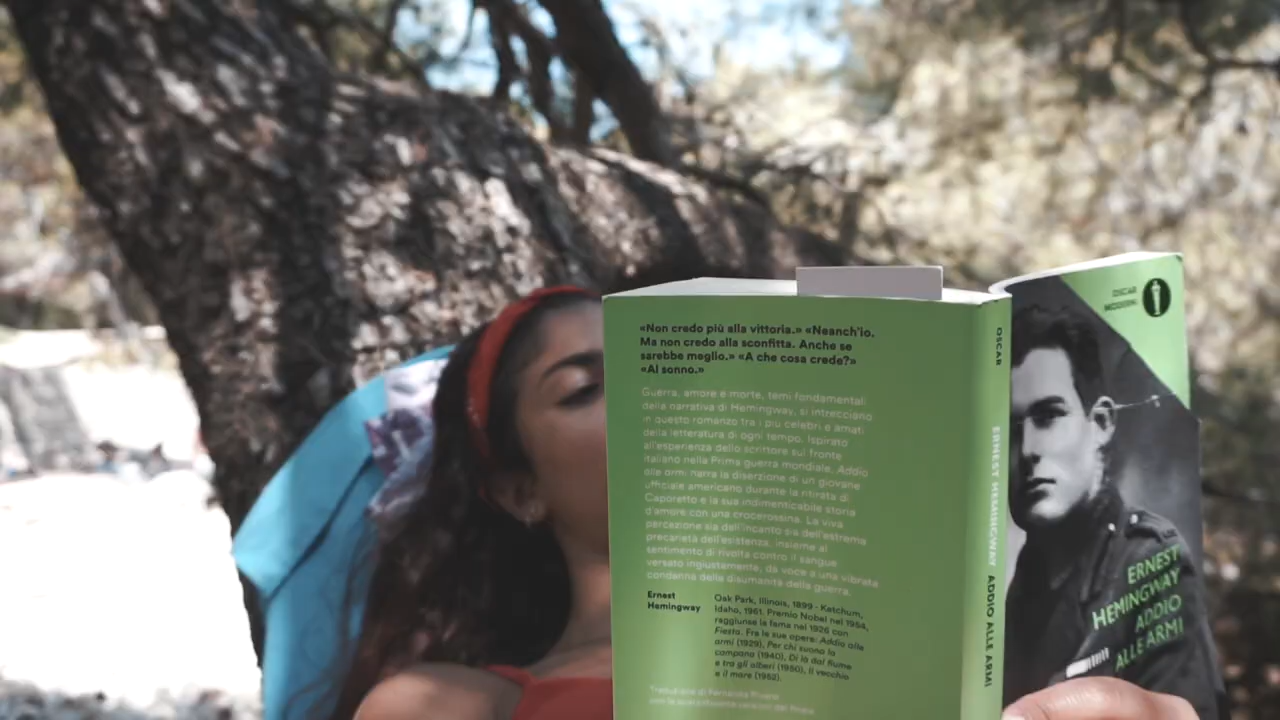 «Non credo più alla vittoria.» «Neanch'io.
Ma non credo alla sconfitta. Anche se
sarebbe meglio.» «A che cosa crede?»
«Al sonno.»
Guerra, amore e morte, temi fondamentali
della narrativa di Hemingway, si intrecciano
in questo romanzo tra i più celebri e amati
della letteratura di ogni tempo. Ispirato
all'esperienza dello scrittore sul fronte
italiano nella Prima guerra mondiale, Addio
alle armi narra la diserzione di un giovane
ufficiale americano durante la ritirata di
Caporetto e la sua indimenticabile storia
d'amore con una crocerossina. La viva
percezione sia dell'incanto sia dell'estrema
precarietà dell'esistenza, insieme al
sentimento di rivolta contro il sangue
versato ingiustamente, dà voce a una vibrata
condanna della disumanità della guerra.
Ernest
Hemingway
Oak Park, Illinois, 1899 - Ketchum,
Idaho, 1961. Premio Nobel nel 1954,
raggiunse la fama nel 1926 con
Fiesta. Fra le sue opere: Addio alle
armi (1929), Per chi suona la
campana (1940), Di là dal fiume
e tra gli alberi (1950), Il vecchio
e il mare (1952).
Traduzione di Fernanda Pivano
OSCAR
ERNEST HEMINGWAY ADDIO ALLE ARMI
OSCAR
MODERNI
ERNEST
HEMINGWAY
ADDIO
ALLE ARMI